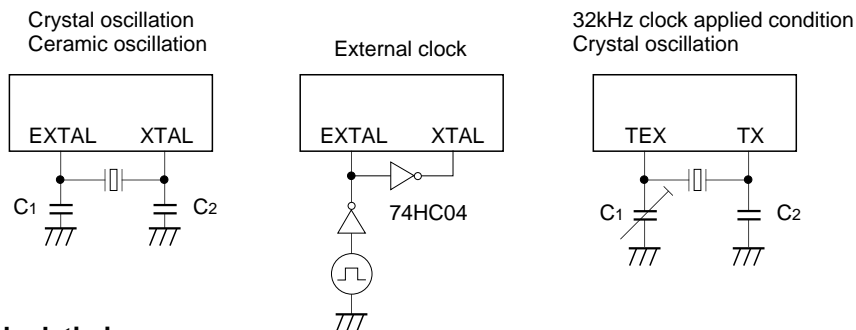 Crystal oscillation
Ceramic oscillation
EXTAL XTAL
C1 C2
External clock
EXTAL XTAL
74HC04
32kHz clock applied condition
Crystal oscillation
TEX TX
C1 C2